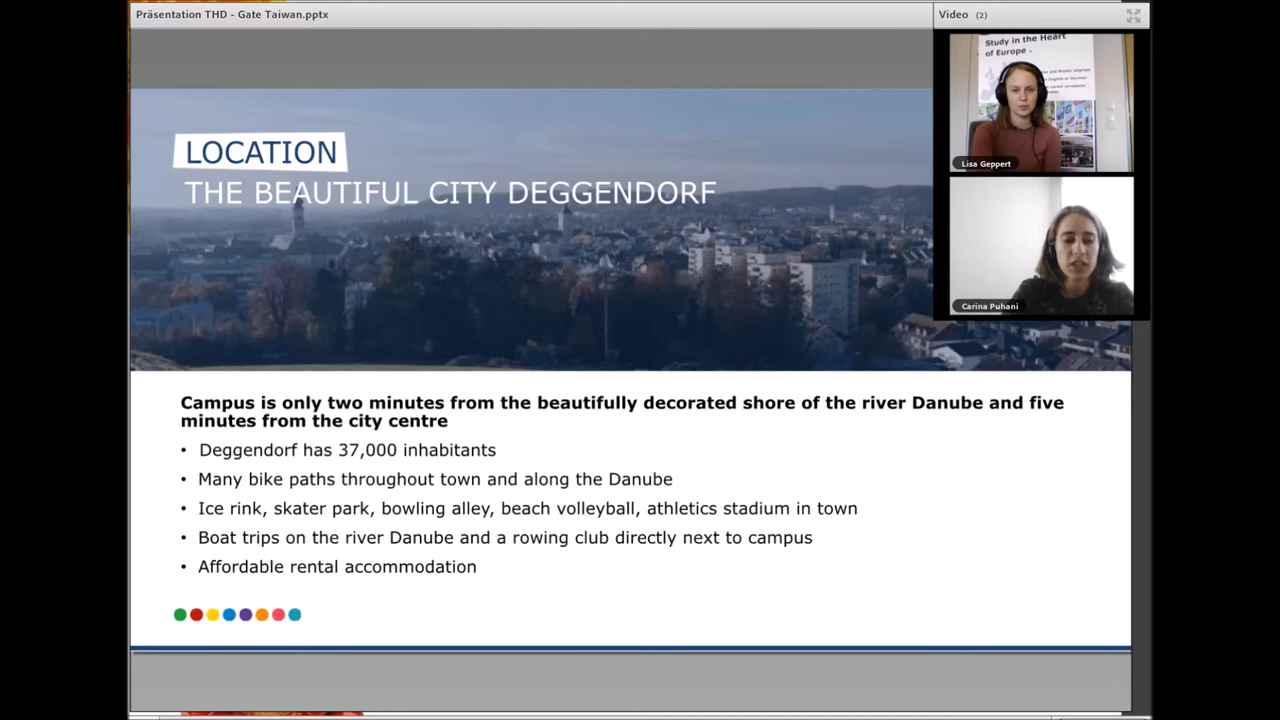 Präsentation THD - Gate Taiwan.pptx
Video (2)
Study in the Heart
of Europe
Lisa Geppert
Carina Puhani
LOCATION
THE BEAUTIFUL CITY DEGGENDORF
Campus is only two minutes from the beautifully decorated shore of the river Danube and five
minutes from the city centre
• Deggendorf has 37,000 inhabitants
• Many bike paths throughout town and along the Danube
• Ice rink, skater park, bowling alley, beach volleyball, athletics stadium in town
• Boat trips on the river Danube and a rowing club directly next to campus
• Affordable rental accommodation